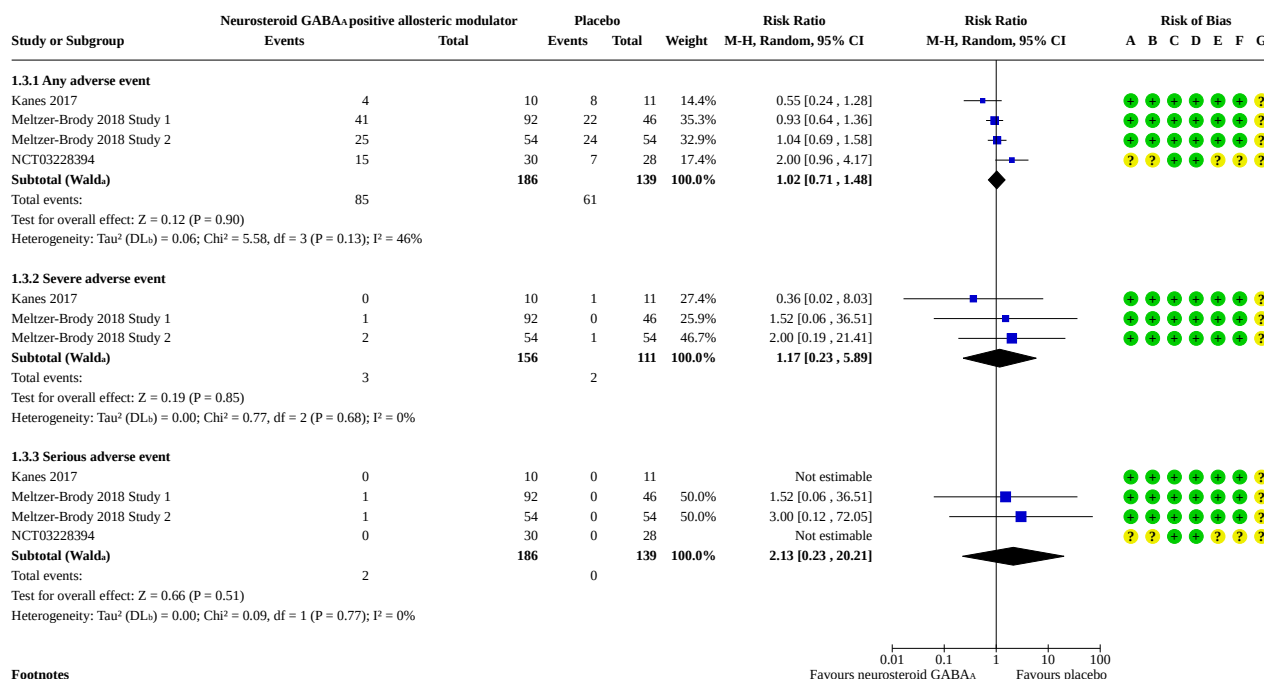 Neurosteroid GABAA positive allosteric modulator Placebo Risk Ratio Risk Ratio Risk of Bias
Study or Subgroup Events Total Events Total Weight M-H, Random, 95% CI M-H, Random, 95% CI A B C D E F G
1.3.1 Any adverse event
Kanes 2017 4 10 8 11 14.4% 0.55 [0.24 , 1.28] + + + + + + ?
Meltzer-Brody 2018 Study 1 41 92 22 46 35.3% 0.93 [0.64 , 1.36] + + + + + + ?
Meltzer-Brody 2018 Study 2 25 54 24 54 32.9% 1.04 [0.69 , 1.58] + + + + + + ?
NCT03228394 15 30 7 28 17.4% 2.00 [0.96 , 4.17] ? ? + + ? ? ?
Subtotal (Walda) 186 139 100.0% 1.02 [0.71 , 1.48]
Total events: 85 61
Test for overall effect: Z = 0.12 (P = 0.90)
Heterogeneity: Tau² (DLb) = 0.06; Chi² = 5.58, df = 3 (P = 0.13); I² = 46%
1.3.2 Severe adverse event
Kanes 2017 0 10 1 11 27.4% 0.36 [0.02 , 8.03] + + + + + + ?
Meltzer-Brody 2018 Study 1 1 92 0 46 25.9% 1.52 [0.06 , 36.51] + + + + + + ?
Meltzer-Brody 2018 Study 2 2 54 1 54 46.7% 2.00 [0.19 , 21.41] + + + + + + ?
Subtotal (Walda) 156 111 100.0% 1.17 [0.23 , 5.89]
Total events: 3 2
Test for overall effect: Z = 0.19 (P = 0.85)
Heterogeneity: Tau² (DLb) = 0.00; Chi² = 0.77, df = 2 (P = 0.68); I² = 0%
1.3.3 Serious adverse event
Kanes 2017 0 10 0 11 Not estimable + + + + + + ?
Meltzer-Brody 2018 Study 1 1 92 0 46 50.0% 1.52 [0.06 , 36.51] + + + + + + ?
Meltzer-Brody 2018 Study 2 1 54 0 54 50.0% 3.00 [0.12 , 72.05] + + + + + + ?
NCT03228394 0 30 0 28 Not estimable ? ? + + ? ? ?
Subtotal (Walda) 186 139 100.0% 2.13 [0.23 , 20.21]
Total events: 2 0
Test for overall effect: Z = 0.66 (P = 0.51)
Heterogeneity: Tau² (DLb) = 0.00; Chi² = 0.09, df = 1 (P = 0.77); I² = 0%
0.01 0.1 1 10 100
Footnotes Favours neurosteroid GABAA Favours placebo